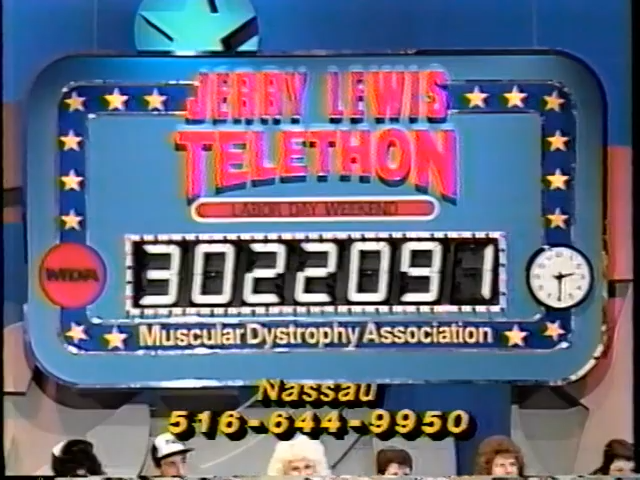 JERRY LEWIS
TELETHON
LABOR DAY WEEKEND
MDA
3022091
Muscular Dystrophy Association
Nassau
516-644-9950